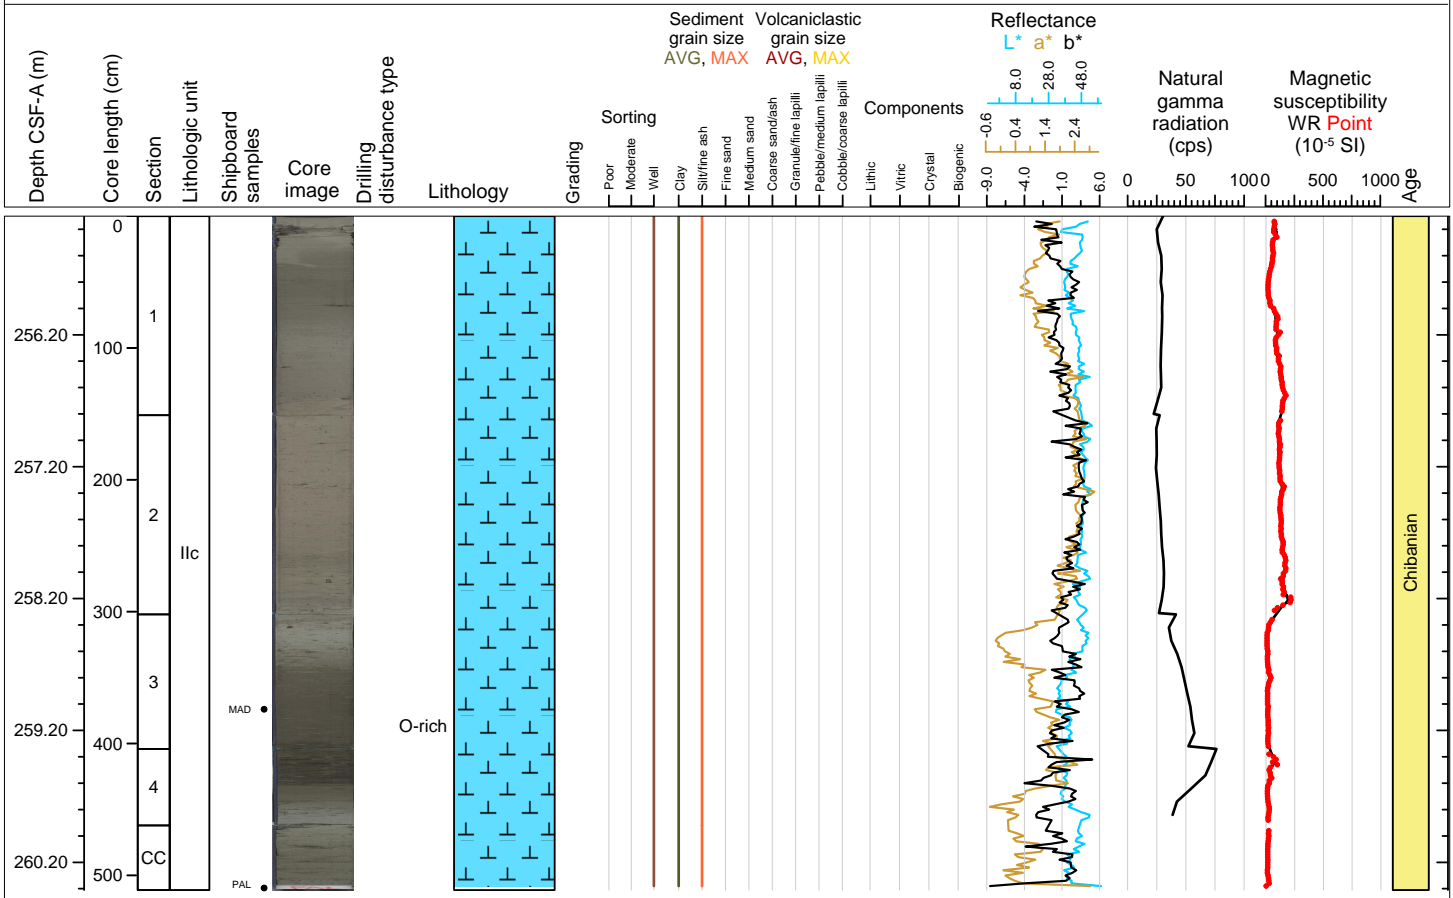 Sediment grain size AVG, MAX
Volcaniclastic grain size AVG, MAX
Reflectance
L* a* b*
8.0 28.0 48.0
-0.6 0.4 1.4 2.4
-9.0 -4.0 1.0 6.0
Depth CSF-A (m)
Core length (cm)
Section
Lithologic unit
Shipboard samples
Core image
Drilling disturbance type
Lithology
Grading
Sorting
Poor
Moderate
Well
Clay
Silt/fine ash
Fine sand
Medium sand
Coarse sand/ash
Granule/fine lapilli
Pebble/medium lapilli
Cobble/coarse lapilli
Components
Lithic
Vitric
Crystal
Biogenic
Natural gamma radiation (cps)
0 50 100
Magnetic susceptibility WR Point (10-5 SI)
0 500 1000
Age
0
1
256.20
100
257.20
200
2
IIc
258.20
300
Chibanian
3
MAD
O-rich
259.20
400
4
CC
260.20
500
PAL